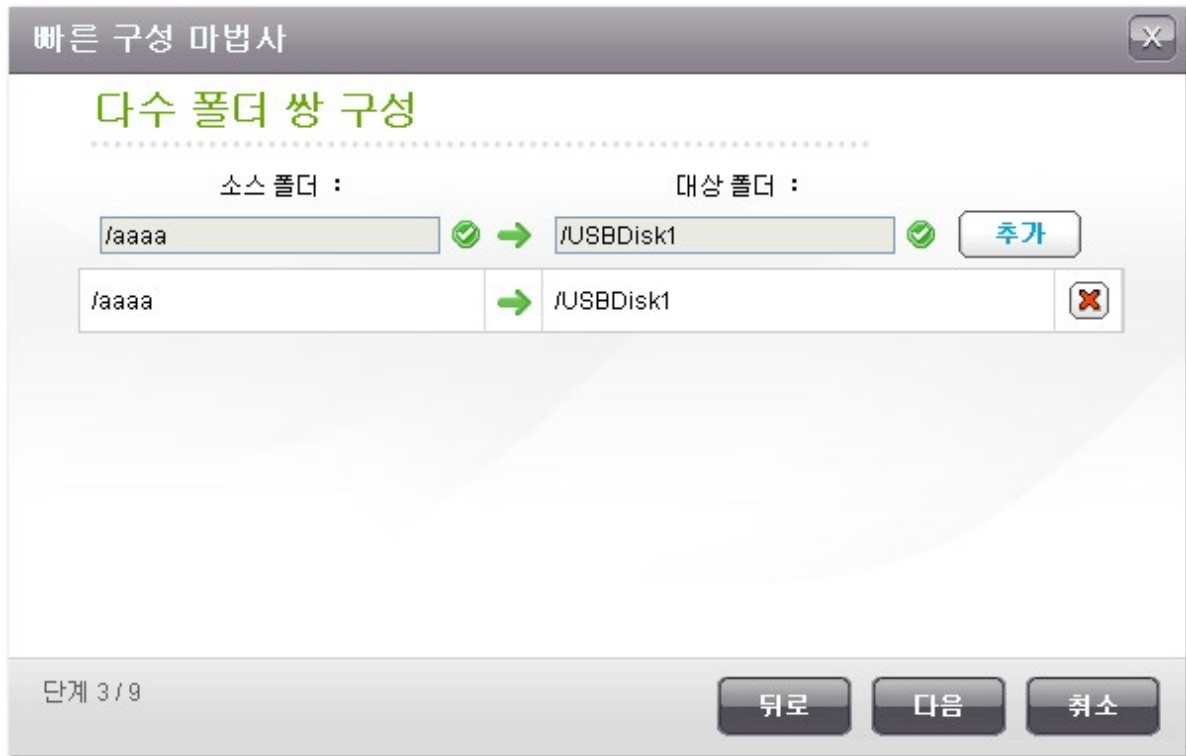 빠른 구성 마법사
다수 폴더 쌍 구성
소스 폴더 : 대상 폴더 :
/aaaa /USBDisk1 추가
/aaaa /USBDisk1
단계 3 / 9 뒤로 다음 취소